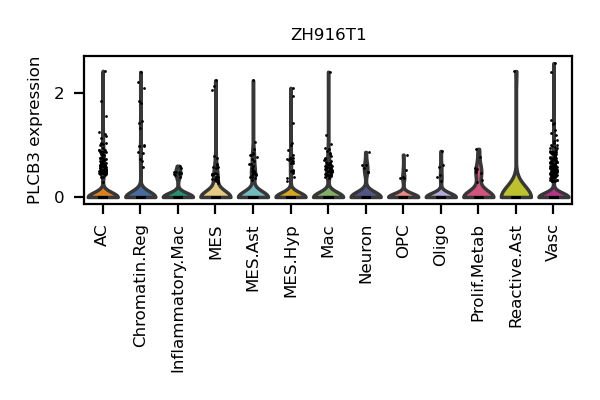 ZH916T1
PLCB3 expression
2
0
AC
Chromatin.Reg
Inflammatory.Mac
MES
MES.Ast
MES.Hyp
Mac
Neuron
OPC
Oligo
Prolif.Metab
Reactive.Ast
Vasc